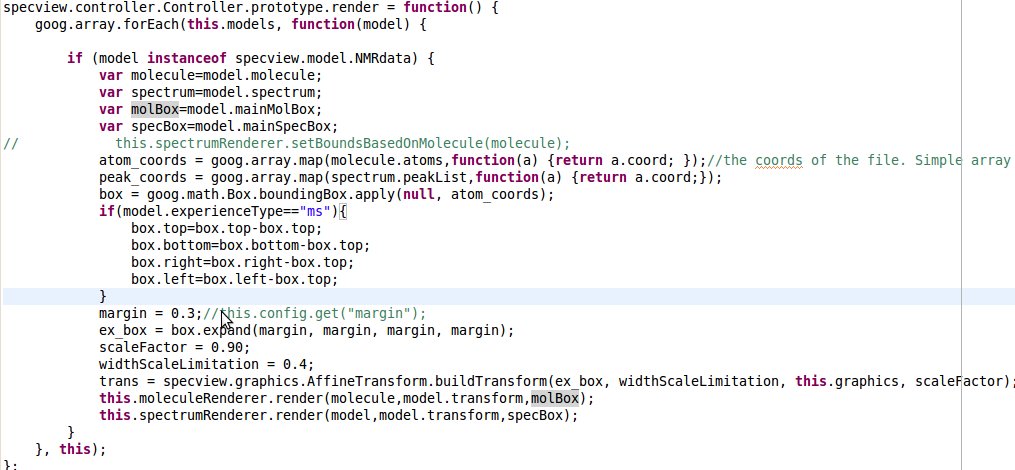 specview.controller.Controller.prototype.render = function() {
    goog.array.forEach(this.models, function(model) {

        if (model instanceof specview.model.NMRdata) {
            var molecule=model.molecule;
            var spectrum=model.spectrum;
            var molBox=model.mainMolBox;
            var specBox=model.mainSpecBox;
//            this.spectrumRenderer.setBoundsBasedOnMolecule(molecule);
            atom_coords = goog.array.map(molecule.atoms,function(a) {return a.coord; });//the coords of the file. Simple array
            peak_coords = goog.array.map(spectrum.peakList,function(a) {return a.coord;});
            box = goog.math.Box.boundingBox.apply(null, atom_coords);
            if(model.experienceType=="ms"){
                box.top=box.top-box.top;
                box.bottom=box.bottom-box.top;
                box.right=box.right-box.top;
                box.left=box.left-box.top;
            }
            margin = 0.3;//this.config.get("margin");
            ex_box = box.expand(margin, margin, margin, margin);
            scaleFactor = 0.90;
            widthScaleLimitation = 0.4;
            trans = specview.graphics.AffineTransform.buildTransform(ex_box, widthScaleLimitation, this.graphics, scaleFactor);
            this.moleculeRenderer.render(molecule,model.transform,molBox);
            this.spectrumRenderer.render(model,model.transform,specBox);
        }
    }, this);
};